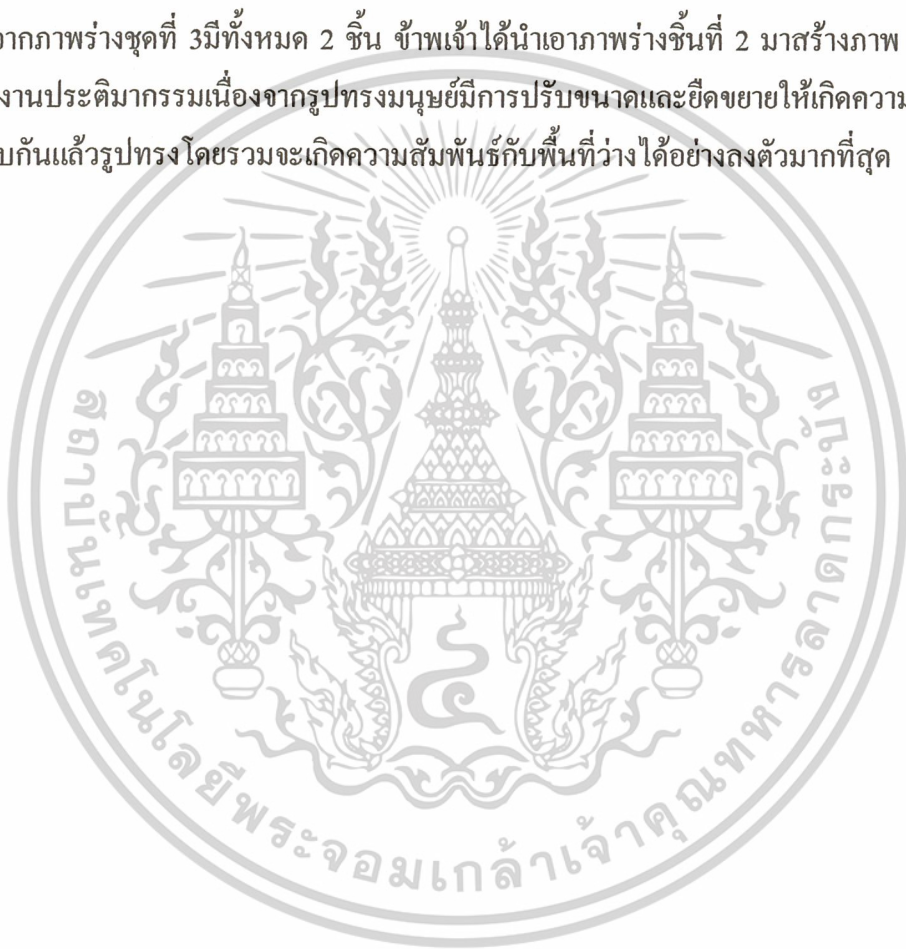 จากภาพร่างชุดที่ 3มีทั้งหมด 2 ชิ้น ข้าพเจ้าได้นำเอาภาพร่างชิ้นที่ 2 มาสร้างภาพ
งานประติมากรรมเนื่องจากรูปทรงมนุษย์มีการปรับขนาดและยืดขยายให้เกิดความ
กันแล้วรูปทรงโดยรวมจะเกิดความสัมพันธ์กับพื้นที่ว่างได้อย่างลงตัวมากที่สุด
๔
สถาบันเทคโนโลยีพระจอมเกล้าเจ้าคุณทหารลาดกระบัง